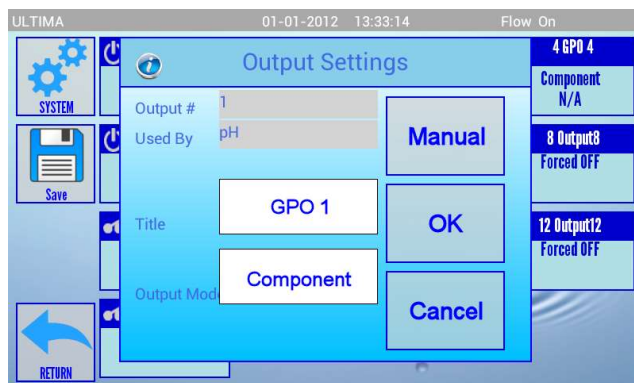 ULTIMA 01-01-2012 13:33:14 Flow On
SYSTEM
Save
RETURN
Output Settings
Output # 1
Used By pH
Title GPO 1
Output Mode Component
Manual
OK
Cancel
4 GPO 4
Component
N/A
8 Output8
Forced OFF
12 Output12
Forced OFF